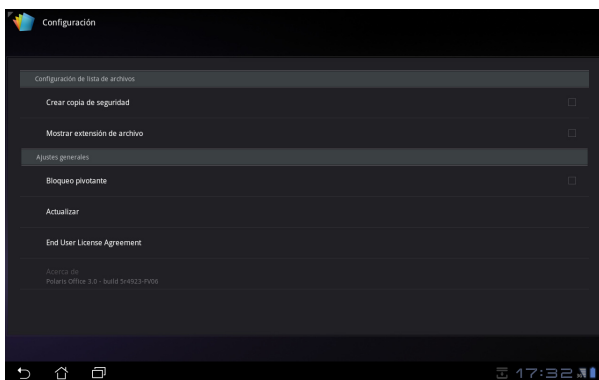 Configuración
Configuración de lista de archivos
Crear copia de seguridad
Mostrar extensión de archivo
Ajustes generales
Bloqueo pivotante
Actualizar
End User License Agreement
Acerca de
Polaris Office 3.0 - build 5r4923-FV06
17:32